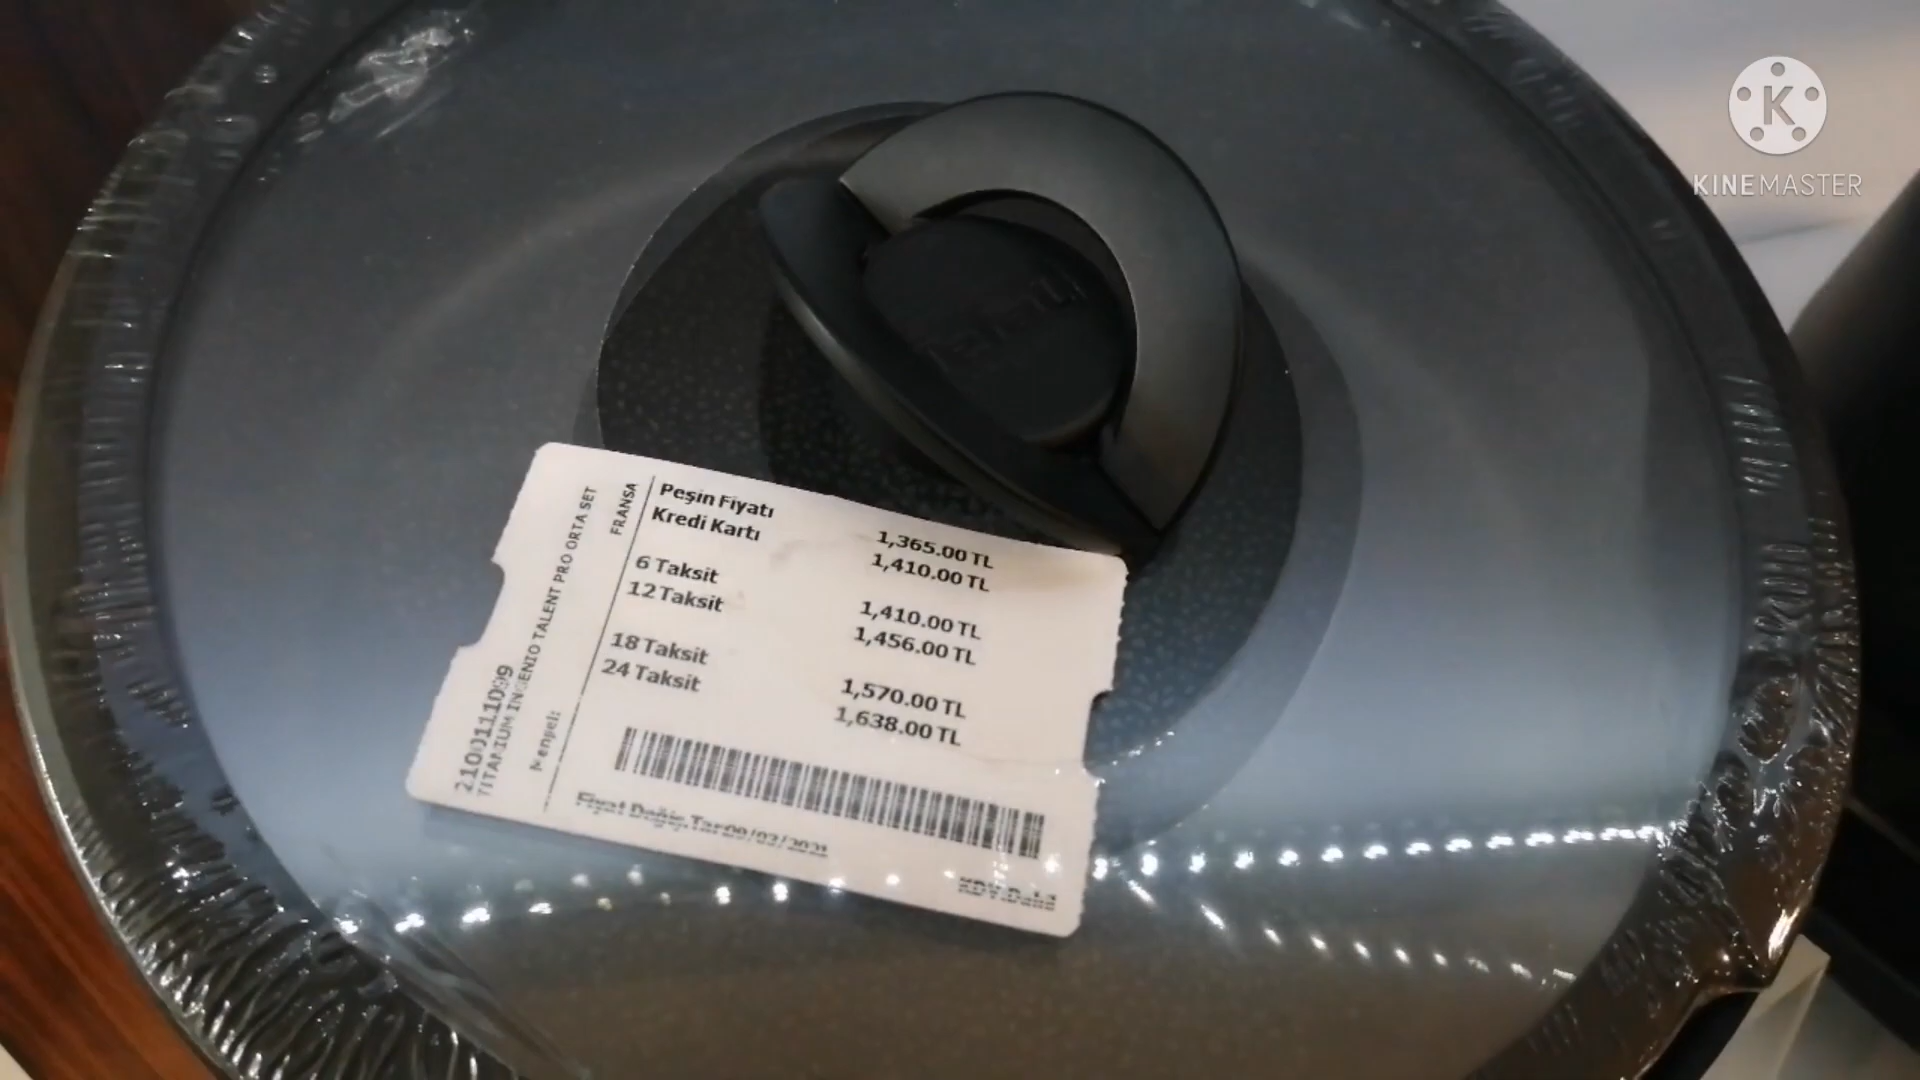 KINEMASTER
2100111099
TITANIUM INGENIO TALENT PRO ORTA SET
Menşei:
FRANSA
Peşin Fiyatı 1,365.00 TL
Kredi Kartı 1,410.00 TL
6 Taksit 1,410.00 TL
12 Taksit 1,456.00 TL
18 Taksit 1,570.00 TL
24 Taksit 1,638.00 TL